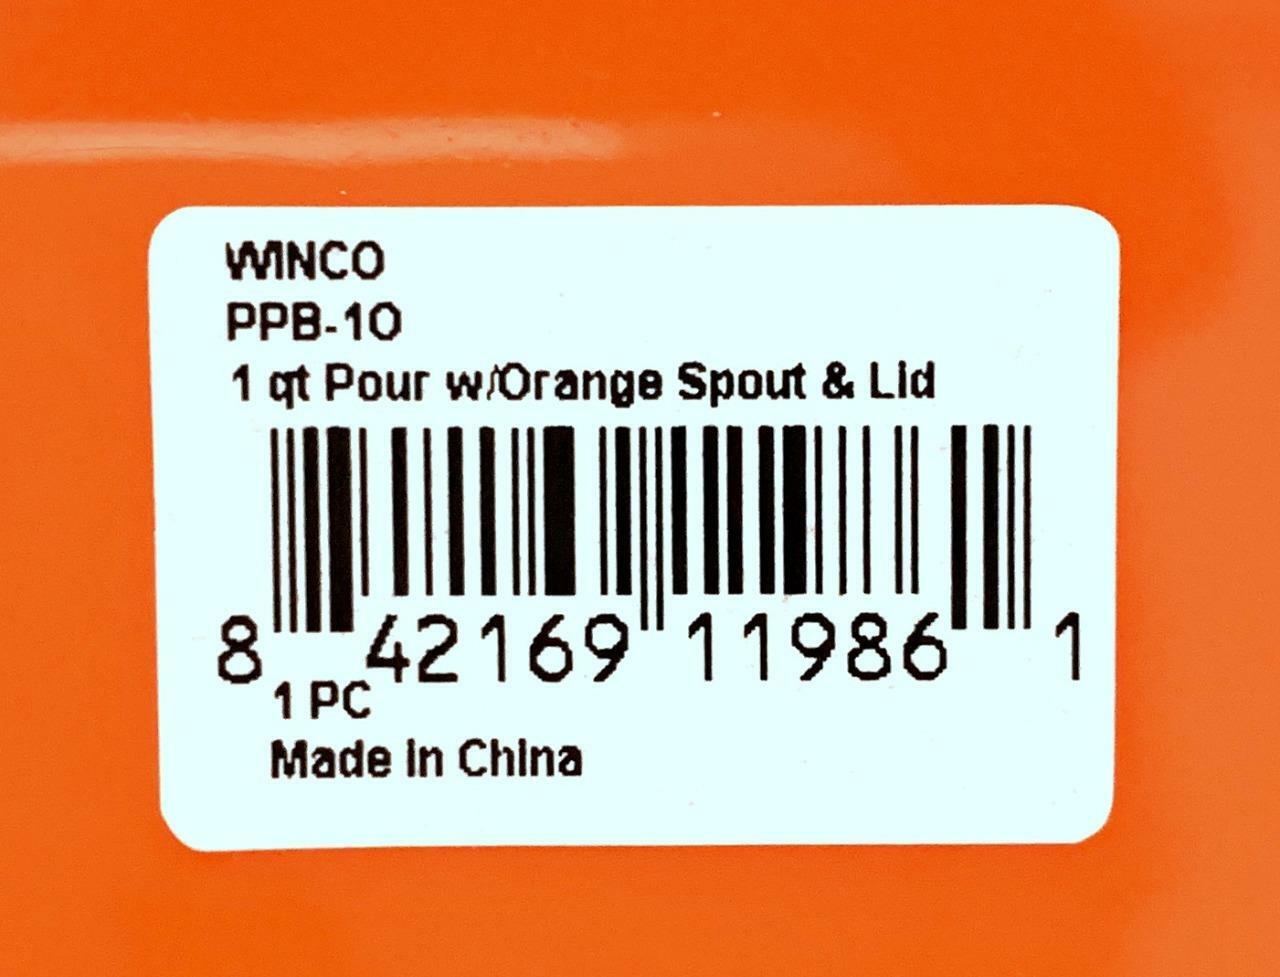 WINCO
PPB-10
1 qt Pour w/Orange Spout & Lid
8 42169 11986 1
1 PC
Made in China